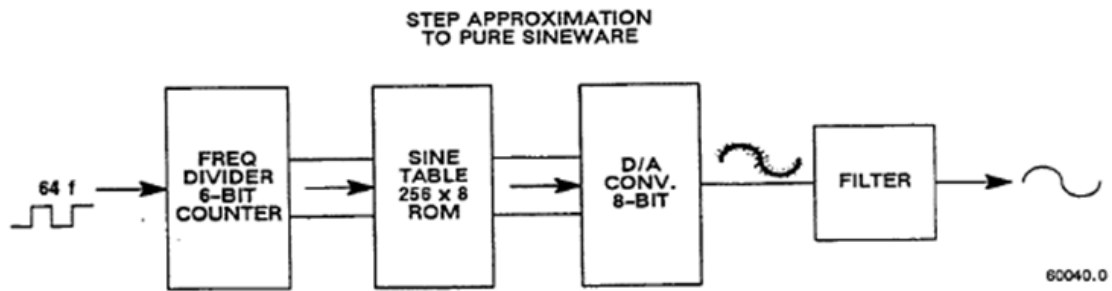 STEP APPROXIMATION
TO PURE SINEWARE
64 f
FREQ
DIVIDER
6-BIT
COUNTER
SINE
TABLE
256 x 8
ROM
D/A
CONV.
8-BIT
FILTER
60040.0